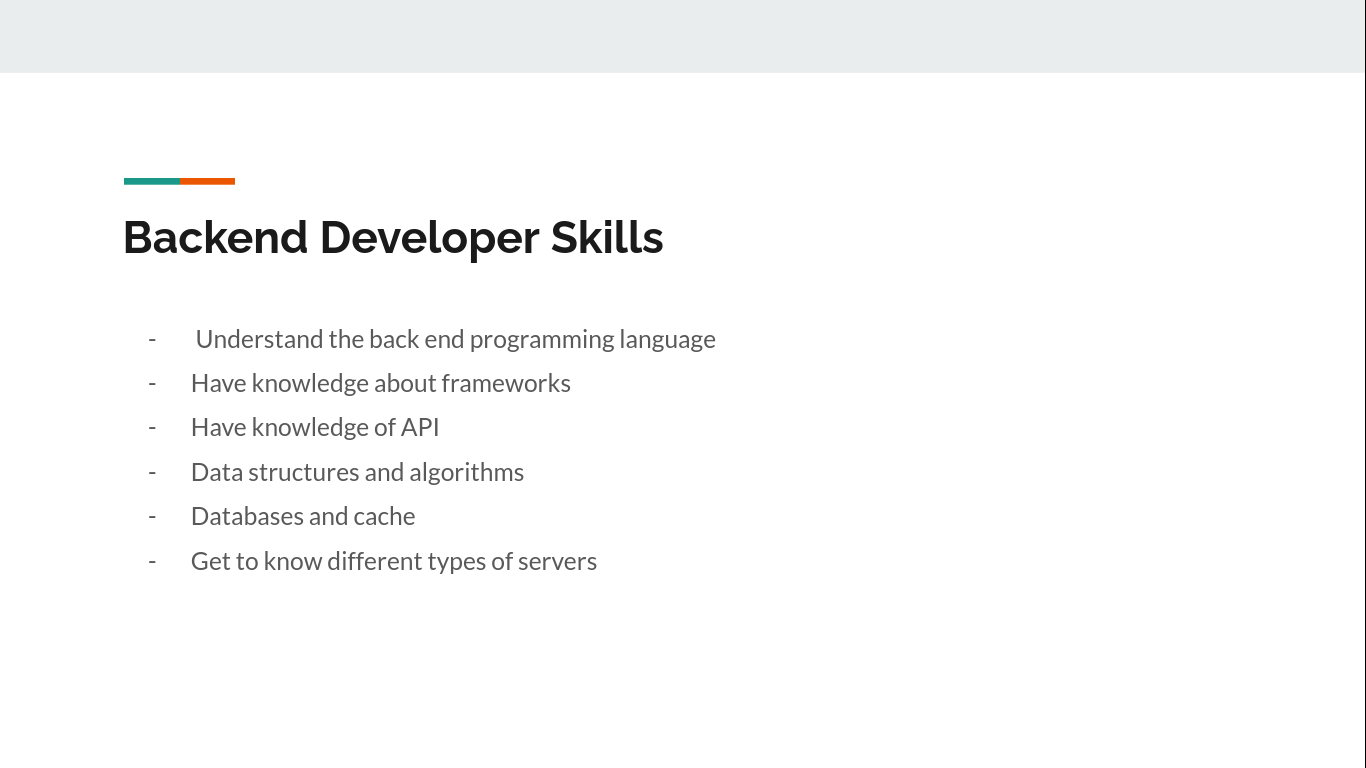 Backend Developer Skills
- Understand the back end programming language
- Have knowledge about frameworks
- Have knowledge of API
- Data structures and algorithms
- Databases and cache
- Get to know different types of servers